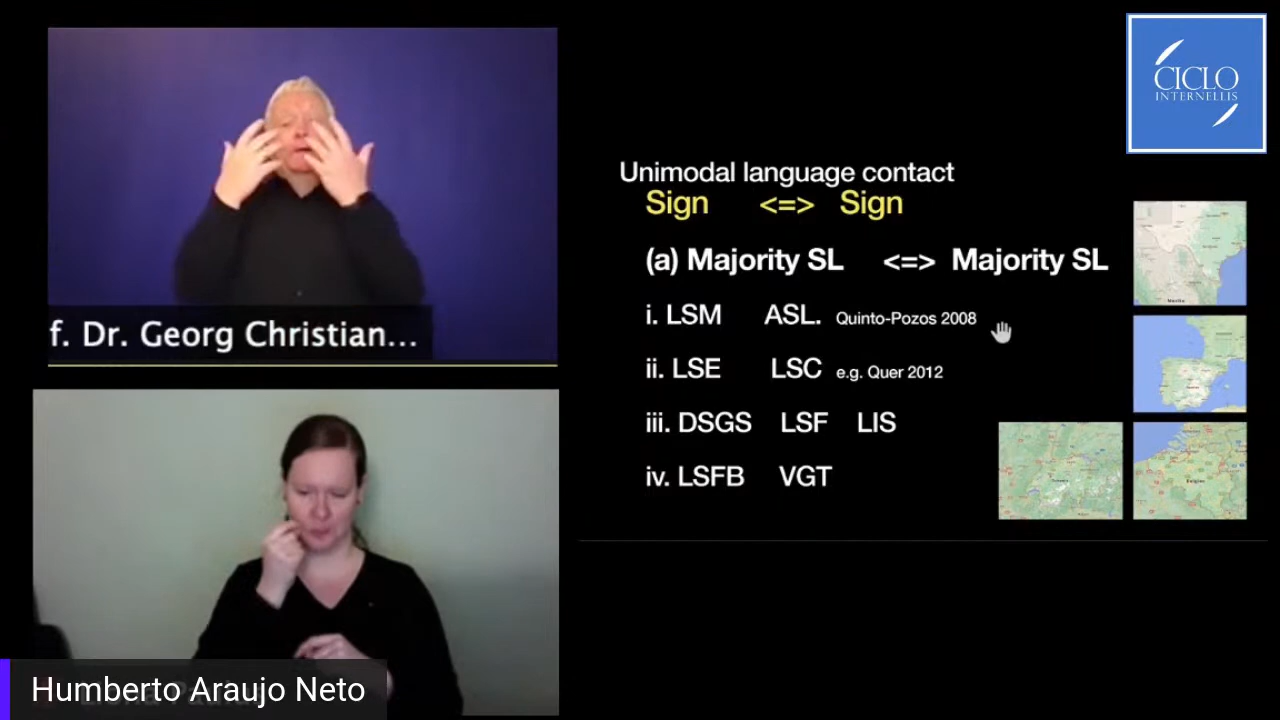 CICLO
INTERNELLIS
Unimodal language contact
Sign <=> Sign
(a) Majority SL <=> Majority SL
i. LSM ASL. Quinto-Pozos 2008
ii. LSE LSC e.g. Quer 2012
iii. DSGS LSF LIS
iv. LSFB VGT
f. Dr. Georg Christian...
Humberto Araujo Neto